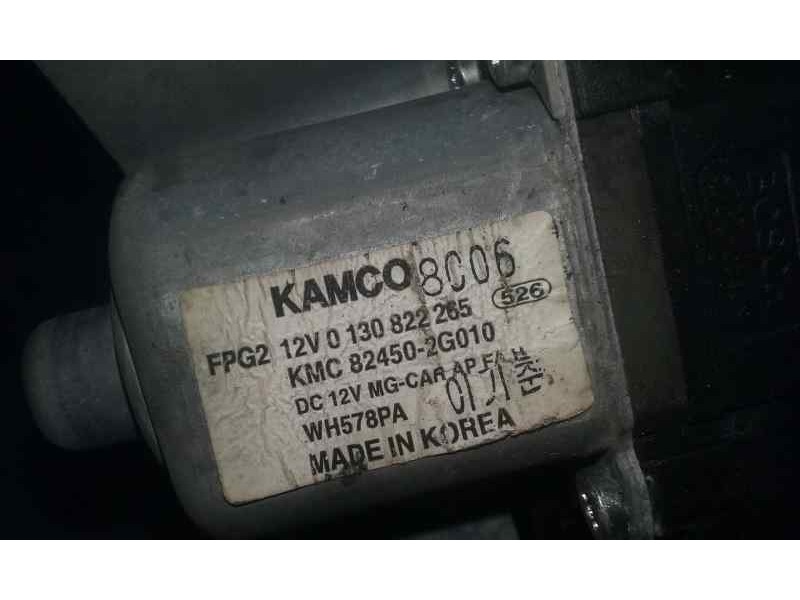 KAMCO 8C06
FPG2 12V 0 130 822 265 526
KMC 82450-2G010
DC 12V MG-CAR AP
WH578PA
MADE IN KOREA